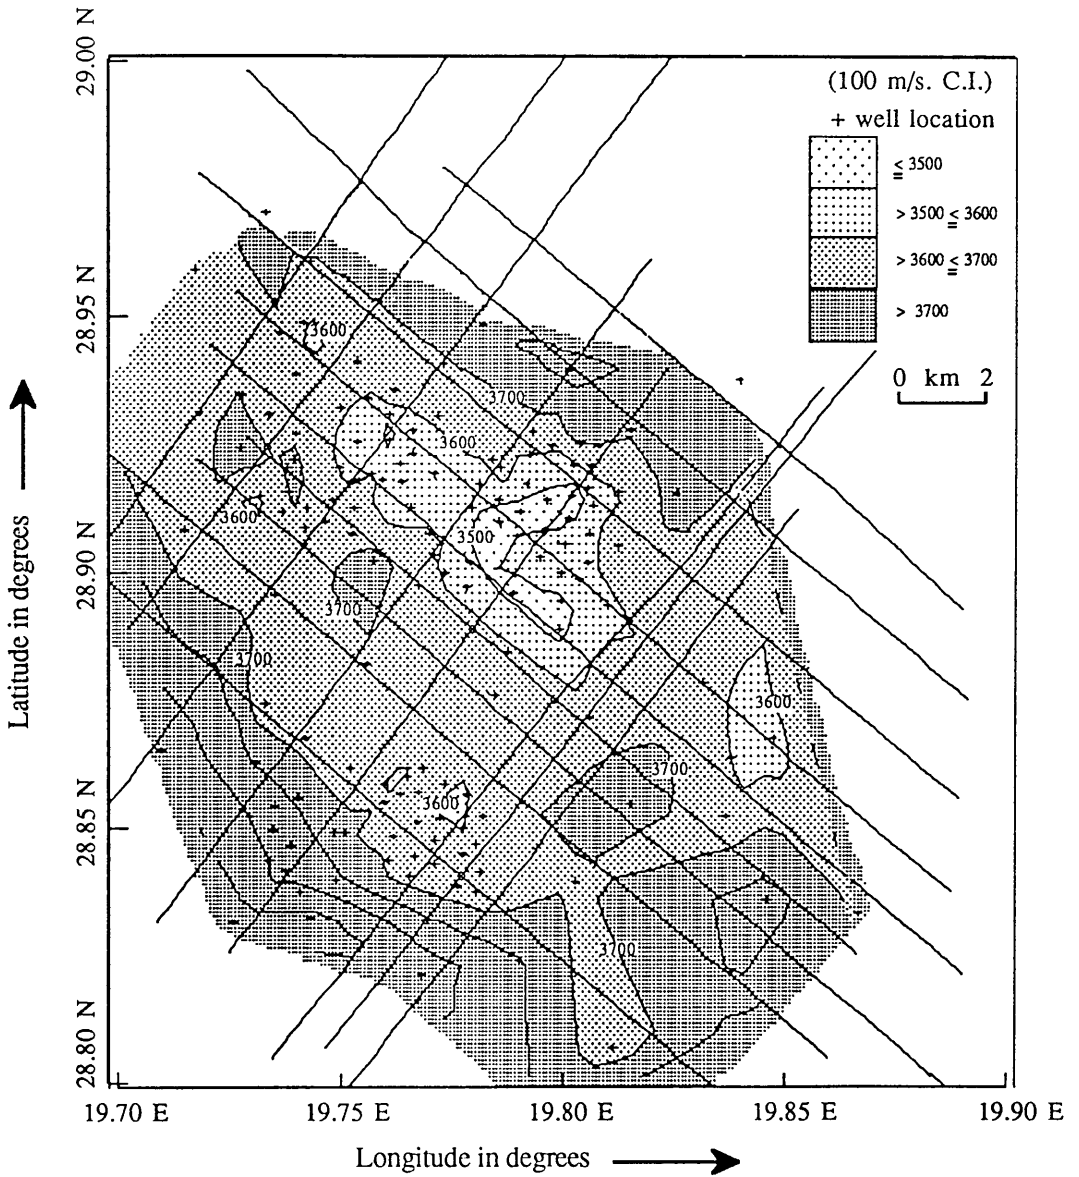 29.00 N
(100 m/s. C.I.)
+ well location
≦ 3500
> 3500 ≦ 3600
> 3600 ≦ 3700
> 3700
0 km 2
28.95 N
3600
3700
3600
3600
3500
28.90 N
3700
3700
3600
3700
3600
28.85 N
3700
28.80 N
Latitude in degrees
19.70 E 19.75 E 19.80 E 19.85 E 19.90 E
Longitude in degrees